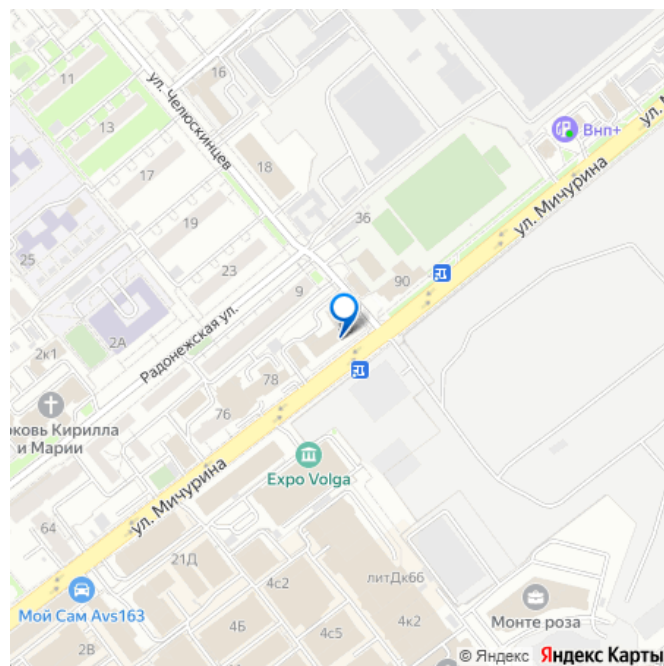 11
16
ул. Челюскинцев
13
Внп+
ул. М
17
18
ул. Мичурина
36
19
25
23
90
9
2А
Радонежская ул.
2к1
78
76
рковь Кирилла
и Марии
Expo Volga
ул. Мичурина
64
21Д
4с2
литДк66
Мой Сам Avs163
4Б
4с5
4к2
Монте роза
2В
© Яндекс Яндекс Карты